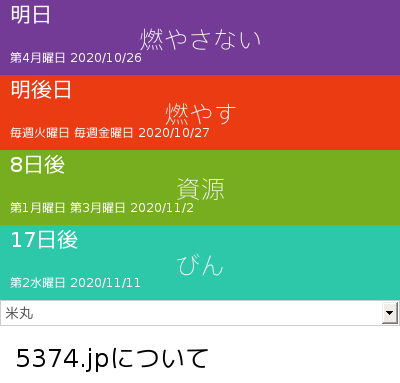 明日
燃やさない
第4月曜日 2020/10/26
明後日
燃やす
毎週火曜日 毎週金曜日 2020/10/27
8日後
資源
第1月曜日 第3月曜日 2020/11/2
17日後
びん
第2水曜日 2020/11/11
米丸
5374.jpについて